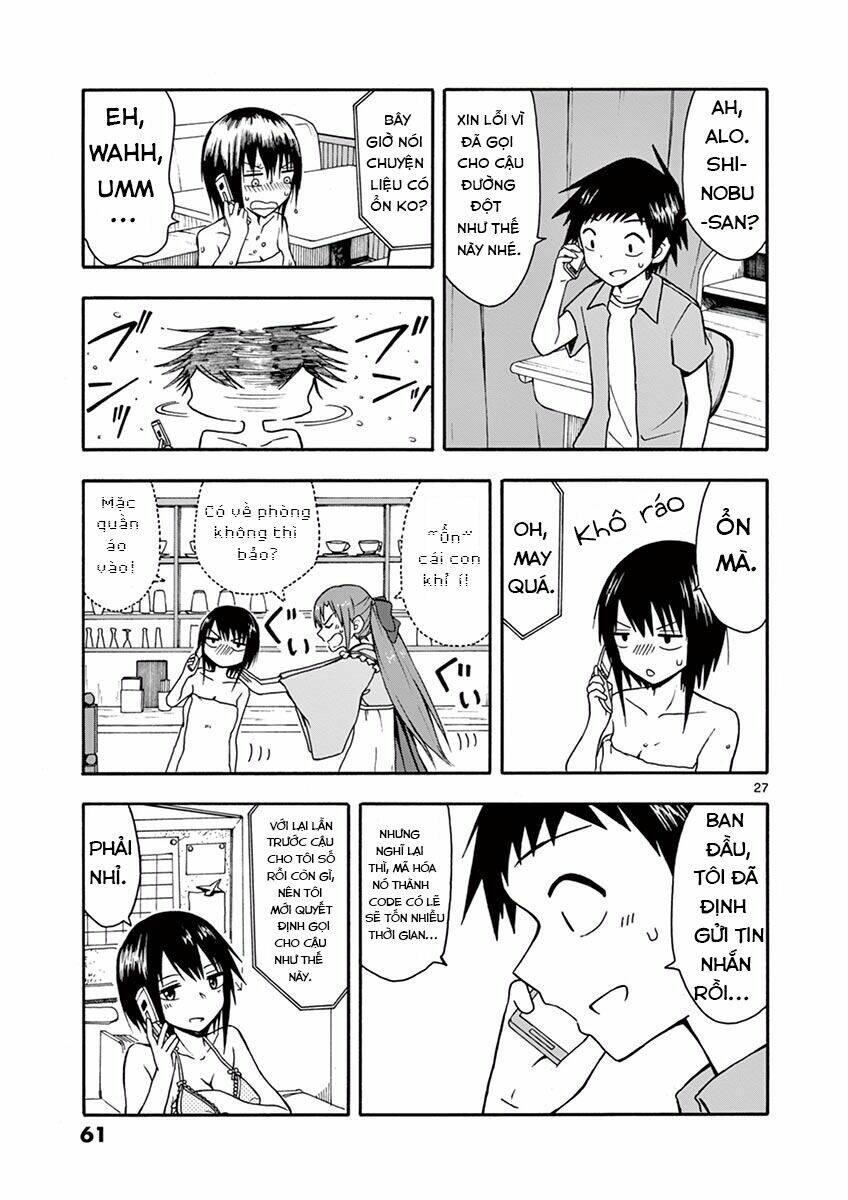 AH,
ALO.
SHI-
NOBU
-SAN?
XIN LỖI VÌ
ĐÃ GỌI
CHO CẬU
ĐƯỜNG
ĐỘT
NHƯ THẾ
NÀY NHÉ.
BÂY
GIỜ NÓI
CHUYỆN
LIỆU CÓ
ỔN KO?
EH,
WAHH,
UMM
...
ỔN
MÀ.
Khô ráo
OH,
MAY
QUÁ.
~ỔN~
cái con
khỉ í!
Có về phòng
không thì
bảo?
Mặc
quần
áo
vào!
ぐい
ぐい
27
BAN
ĐẦU,
TÔI ĐÃ
ĐỊNH
GỬI TIN
NHẮN
RỒI...
NHƯNG
NGHĨ LẠI
THÌ, MÃ HÓA
NÓ THÀNH
CODE CÓ LẼ
SẼ TỐN NHIỀU
THỜI GIAN...
VỚI LẠI LẦN
TRƯỚC CẬU
CHO TÔI SỐ
RỒI CÒN GÌ,
NÊN TÔI
MỚI QUYẾT
ĐỊNH GỌI
CHO CẬU
NHƯ THẾ
NÀY.
PHẢI
NHỈ.
61